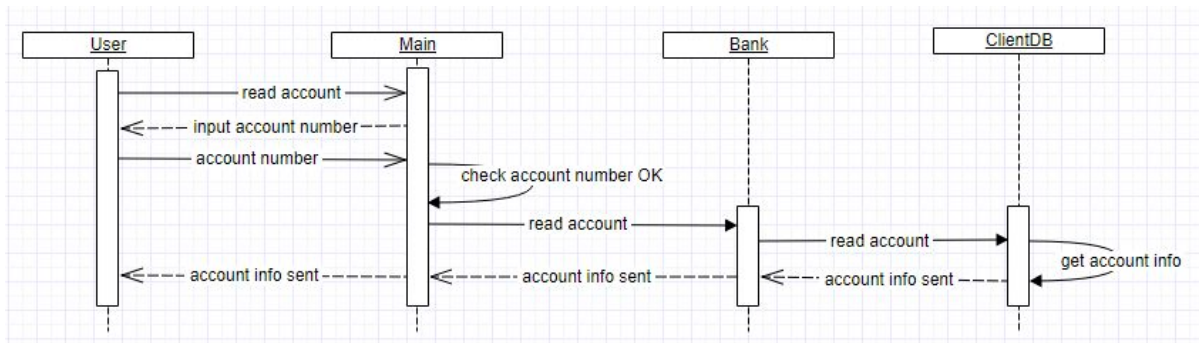 User
Main
Bank
ClientDB
read account
input account number
account number
check account number OK
read account
read account
get account info
account info sent
account info sent
account info sent